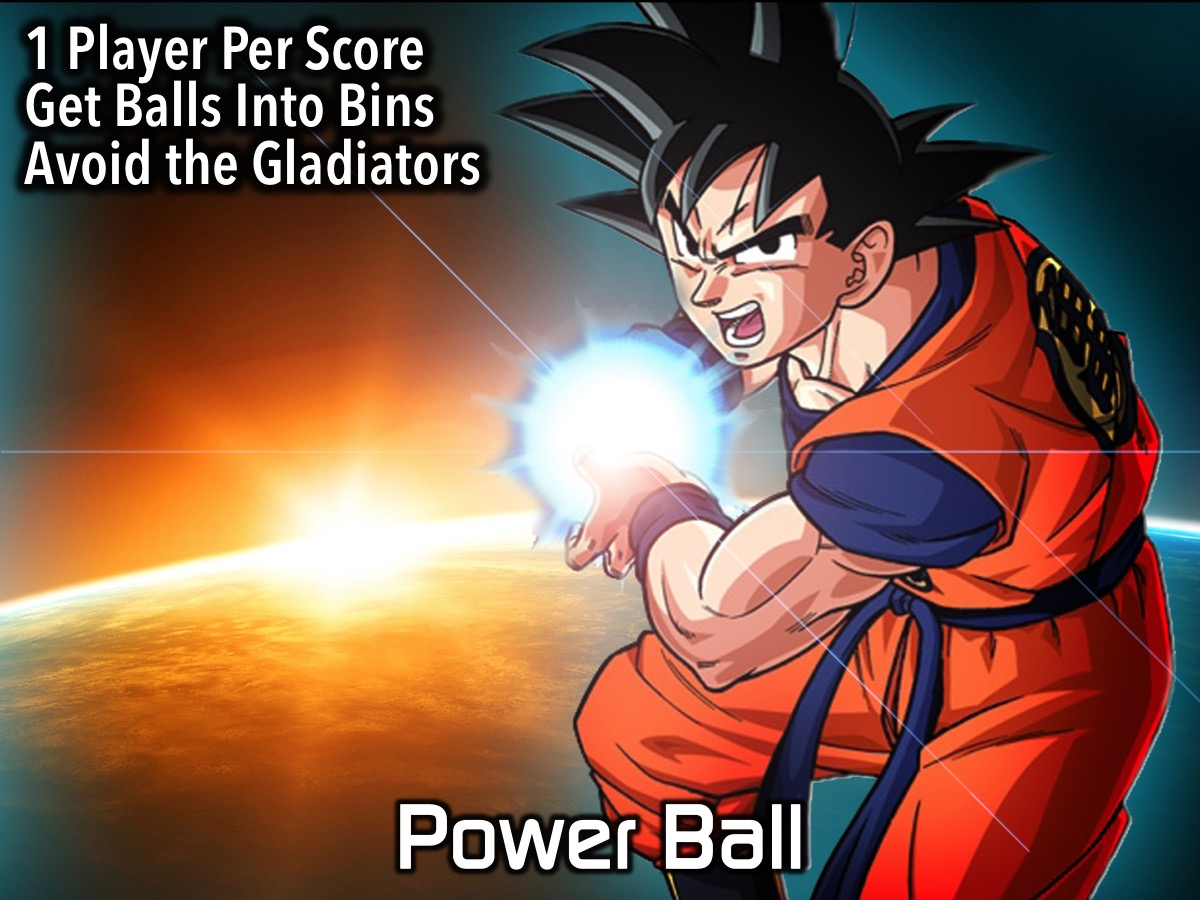 1 Player Per Score
Get Balls Into Bins
Avoid the Gladiators
Power Ball